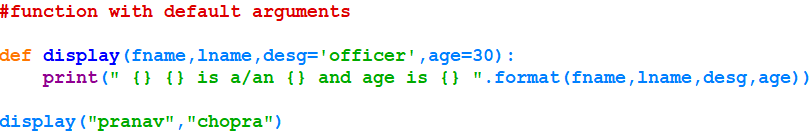 #function with default arguments
def display(fname,lname,desg='officer',age=30):
    print(" {} {} is a/an {} and age is {} ".format(fname,lname,desg,age))
display("pranav","chopra")